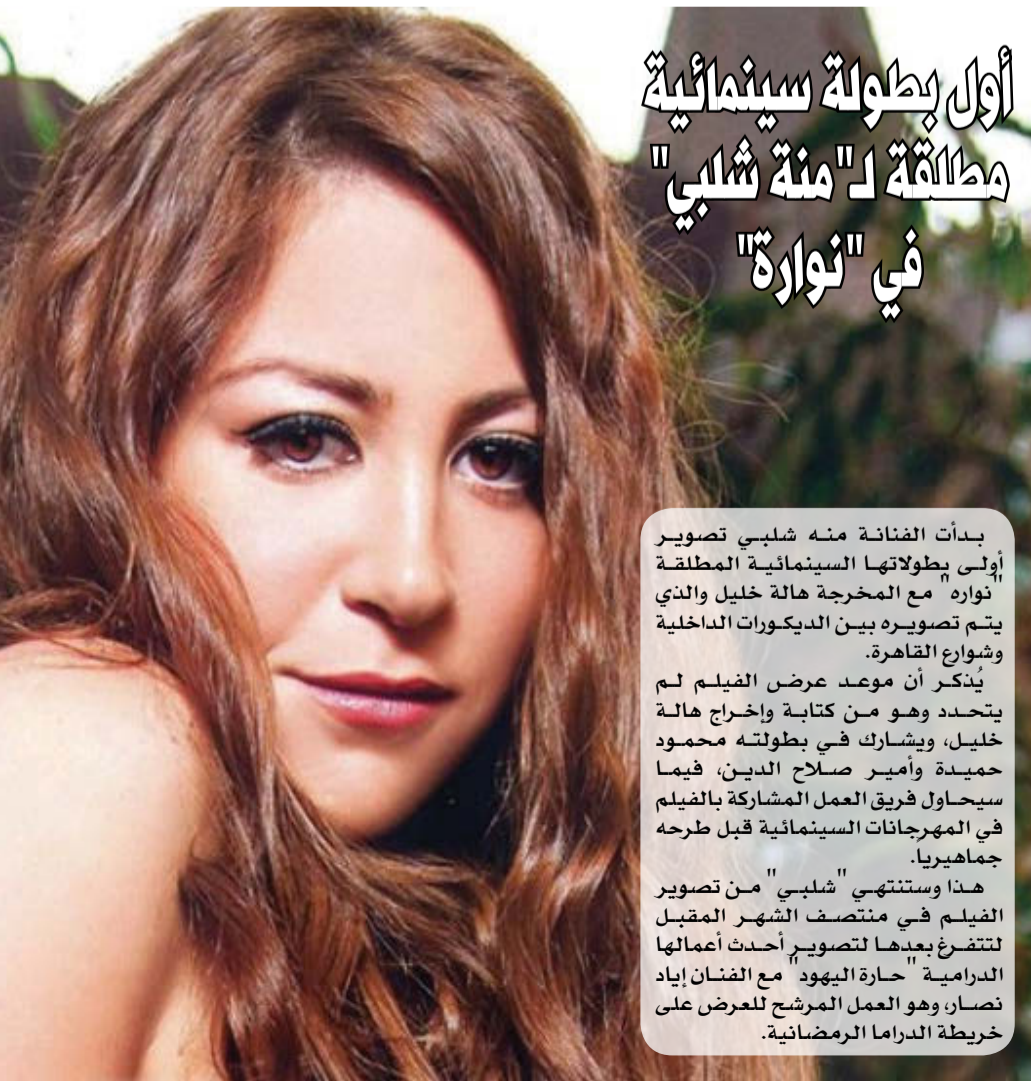 أول بطولة سينمائية
مطلقة لـ"منة شلبي"
في "نوارة"
بدأت الفنانة منه شلبي تصوير
أولى بطولاتها السينمائية المطلقة
"نواره" مع المخرجة هالة خليل والذي
يتم تصويره بين الديكورات الداخلية
وشوارع القاهرة.
يُذكر أن موعد عرض الفيلم لم
يتحدد وهو من كتابة وإخراج هالة
خليل، ويشارك في بطولته محمود
حميدة وأمير صلاح الدين، فيما
سيحاول فريق العمل المشاركة بالفيلم
في المهرجانات السينمائية قبل طرحه
جماهيرياً.
هذا وستنتهي "شلبي" من تصوير
الفيلم في منتصف الشهر المقبل
لتتفرغ بعدها لتصوير أحدث أعمالها
الدرامية "حارة اليهود" مع الفنان إياد
نصار، وهو العمل المرشح للعرض على
خريطة الدراما الرمضانية.